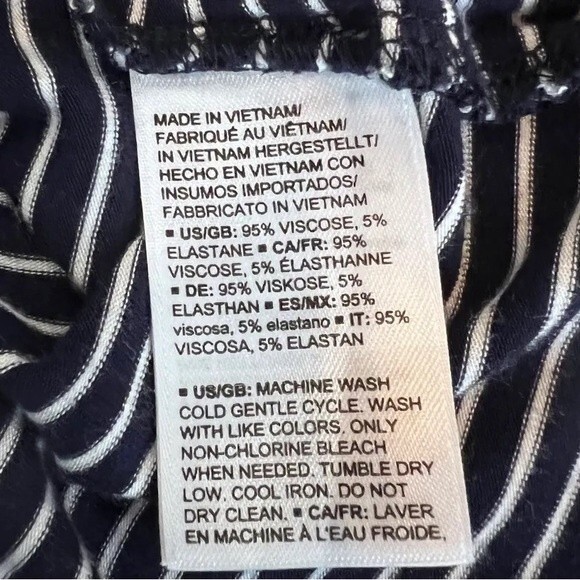 MADE IN VIETNAM/
FABRIQUÉ AU VIÊTNAM/
IN VIETNAM HERGESTELLT/
HECHO EN VIETNAM CON
INSUMOS IMPORTADOS/
FABBRICATO IN VIETNAM
▪ US/GB: 95% VISCOSE, 5%
ELASTANE ▪ CA/FR: 95%
VISCOSE, 5% ÉLASTHANNE
▪ DE: 95% VISKOSE, 5%
ELASTHAN ▪ ES/MX: 95%
viscosa, 5% elastano ▪ IT: 95%
VISCOSA, 5% ELASTAN
▪ US/GB: MACHINE WASH
COLD GENTLE CYCLE. WASH
WITH LIKE COLORS. ONLY
NON-CHLORINE BLEACH
WHEN NEEDED. TUMBLE DRY
LOW. COOL IRON. DO NOT
DRY CLEAN. ▪ CA/FR: LAVER
EN MACHINE À L'EAU FROIDE,